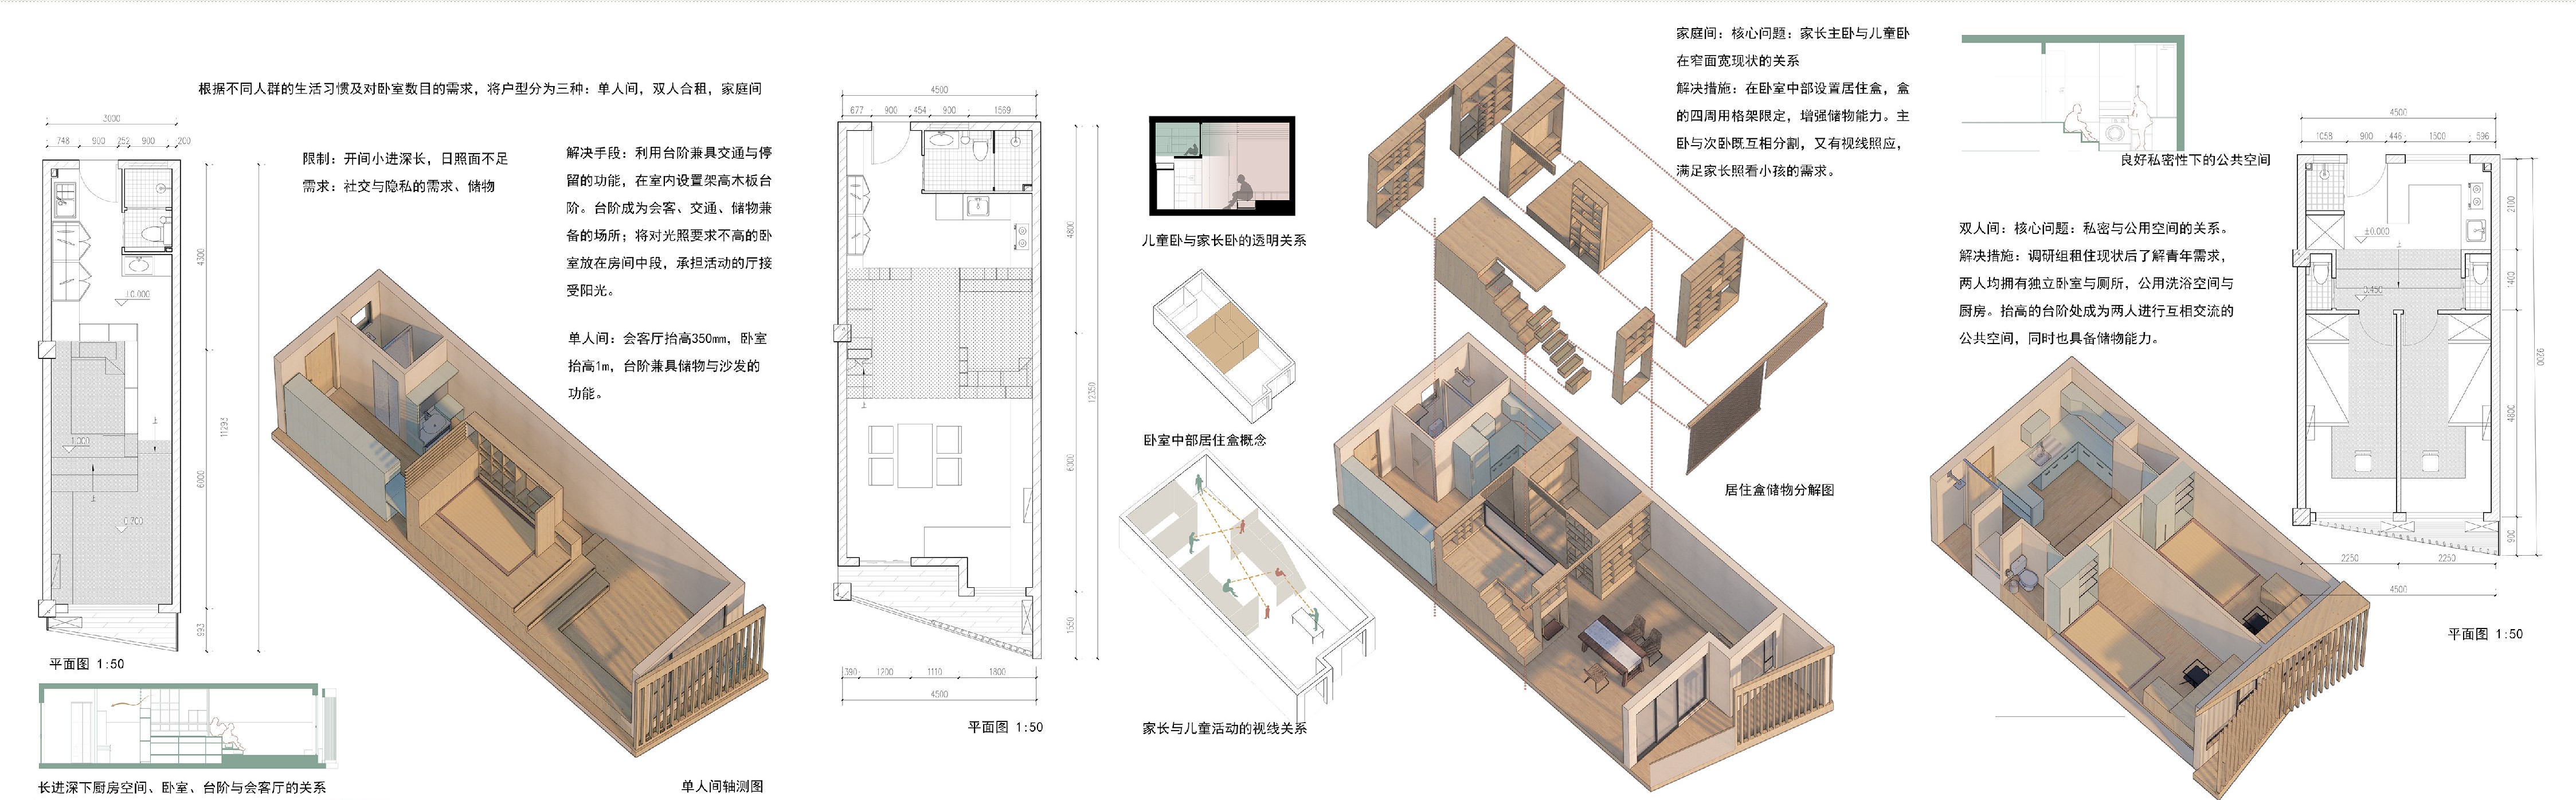 根据不同人群的生活习惯及对卧室数目的需求，将户型分为三种：单人间，双人合租，家庭间
3000
748
900
252
900
200
4300
11293
6000
993
±0.000
1.000
0.700
上
上
平面图 1:50
长进深下厨房空间、卧室、台阶与会客厅的关系
限制：开间小进深长，日照面不足
需求：社交与隐私的需求、储物
解决手段：利用台阶兼具交通与停
留的功能，在室内设置架高木板台
阶。台阶成为会客、交通、储物兼
备的场所；将对光照要求不高的卧
室放在房间中段，承担活动的厅接
受阳光。
单人间：会客厅抬高350mm，卧室
抬高1m，台阶兼具储物与沙发的
功能。
单人间轴测图
4500
677
900
454
900
1569
4800
12350
6000
1550
上
390
1200
1110
1800
4500
平面图 1:50
儿童卧与家长卧的透明关系
卧室中部居住盒概念
家长与儿童活动的视线关系
家庭间：核心问题：家长主卧与儿童卧
在窄面宽现状的关系
解决措施：在卧室中部设置居住盒，盒
的四周用格架限定，增强储物能力。主
卧与次卧既互相分割，又有视线照应，
满足家长照看小孩的需求。
居住盒储物分解图
良好私密性下的公共空间
双人间：核心问题：私密与公用空间的关系。
解决措施：调研组租住现状后了解青年需求，
两人均拥有独立卧室与厕所，公用洗浴空间与
厨房。抬高的台阶处成为两人进行互相交流的
公共空间，同时也具备储物能力。
4500
1058
900
446
1500
596
2100
1400
9200
4800
900
±0.000
0.450
2250
2250
4500
平面图 1:50